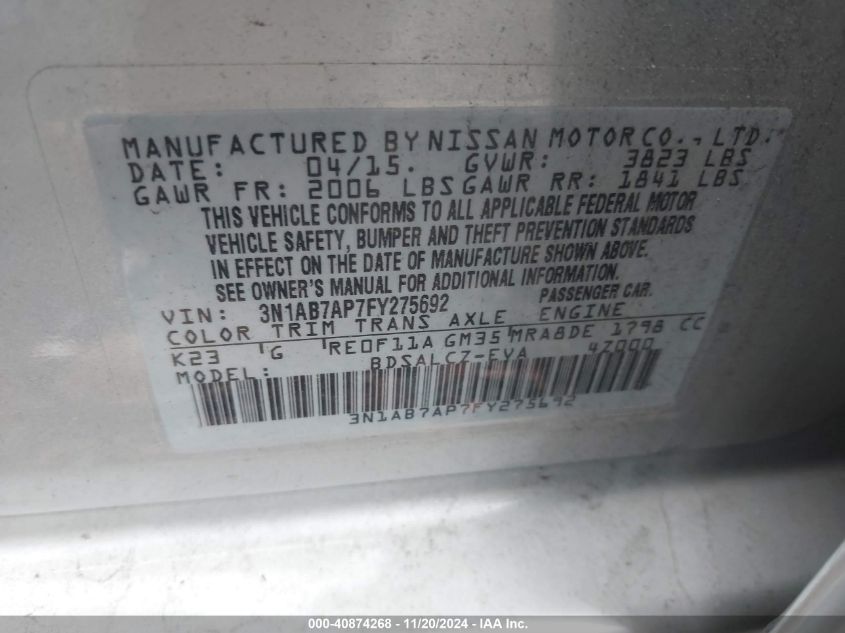 MANUFACTURED BY NISSAN MOTOR CO., LTD.
DATE: 04/15. GVWR: 3823 LBS
GAWR FR: 2006 LBS GAWR RR: 1841 LBS
THIS VEHICLE CONFORMS TO ALL APPLICABLE FEDERAL MOTOR
VEHICLE SAFETY, BUMPER AND THEFT PREVENTION STANDARDS
IN EFFECT ON THE DATE OF MANUFACTURE SHOWN ABOVE.
SEE OWNER'S MANUAL FOR ADDITIONAL INFORMATION.
VIN: 3N1AB7AP7FY275692 PASSENGER CAR.
COLOR TRIM TRANS AXLE ENGINE
K23 G RE0F11A GM35 MRA8DE 1798 CC
MODEL: BDSALCZ-EVA 4Z000
3N1AB7AP7FY275692
000-40874268 - 11/20/2024 - IAA Inc.